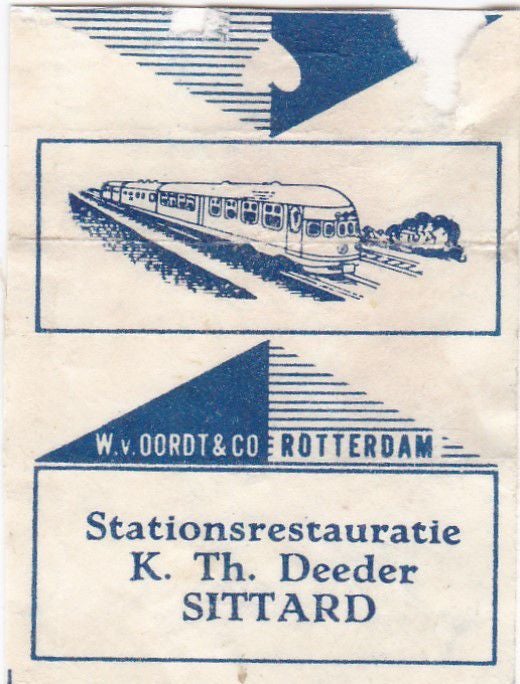 W. v. OORDT & CO ROTTERDAM
Stationsrestauratie
K. Th. Deeder
SITTARD